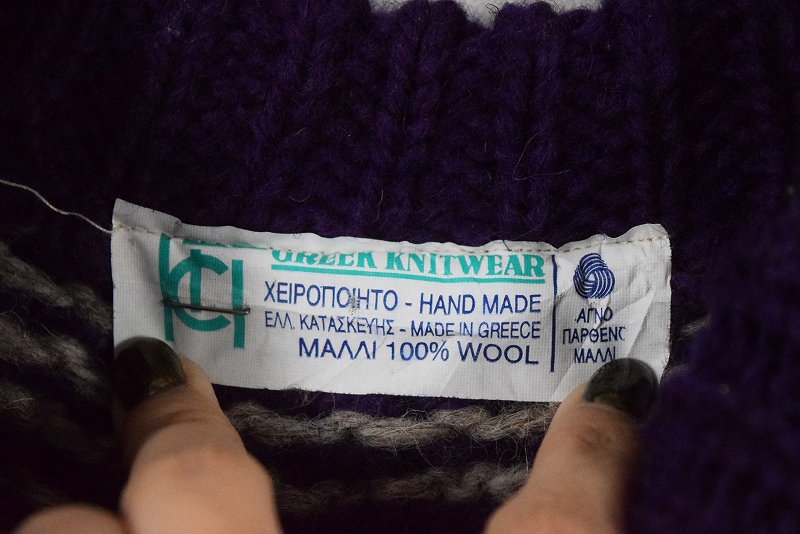 GREEK KNITWEAR
ΧΕΙΡΟΠΟΙΗΤΟ - HAND MADE
ΕΛΛ. ΚΑΤΑΣΚΕΥΗΣ - MADE IN GREECE
ΜΑΛΛΙ 100% WOOL
ΑΓΝΟ
ΠΑΡΘΕΝΟ
ΜΑΛΛΙ